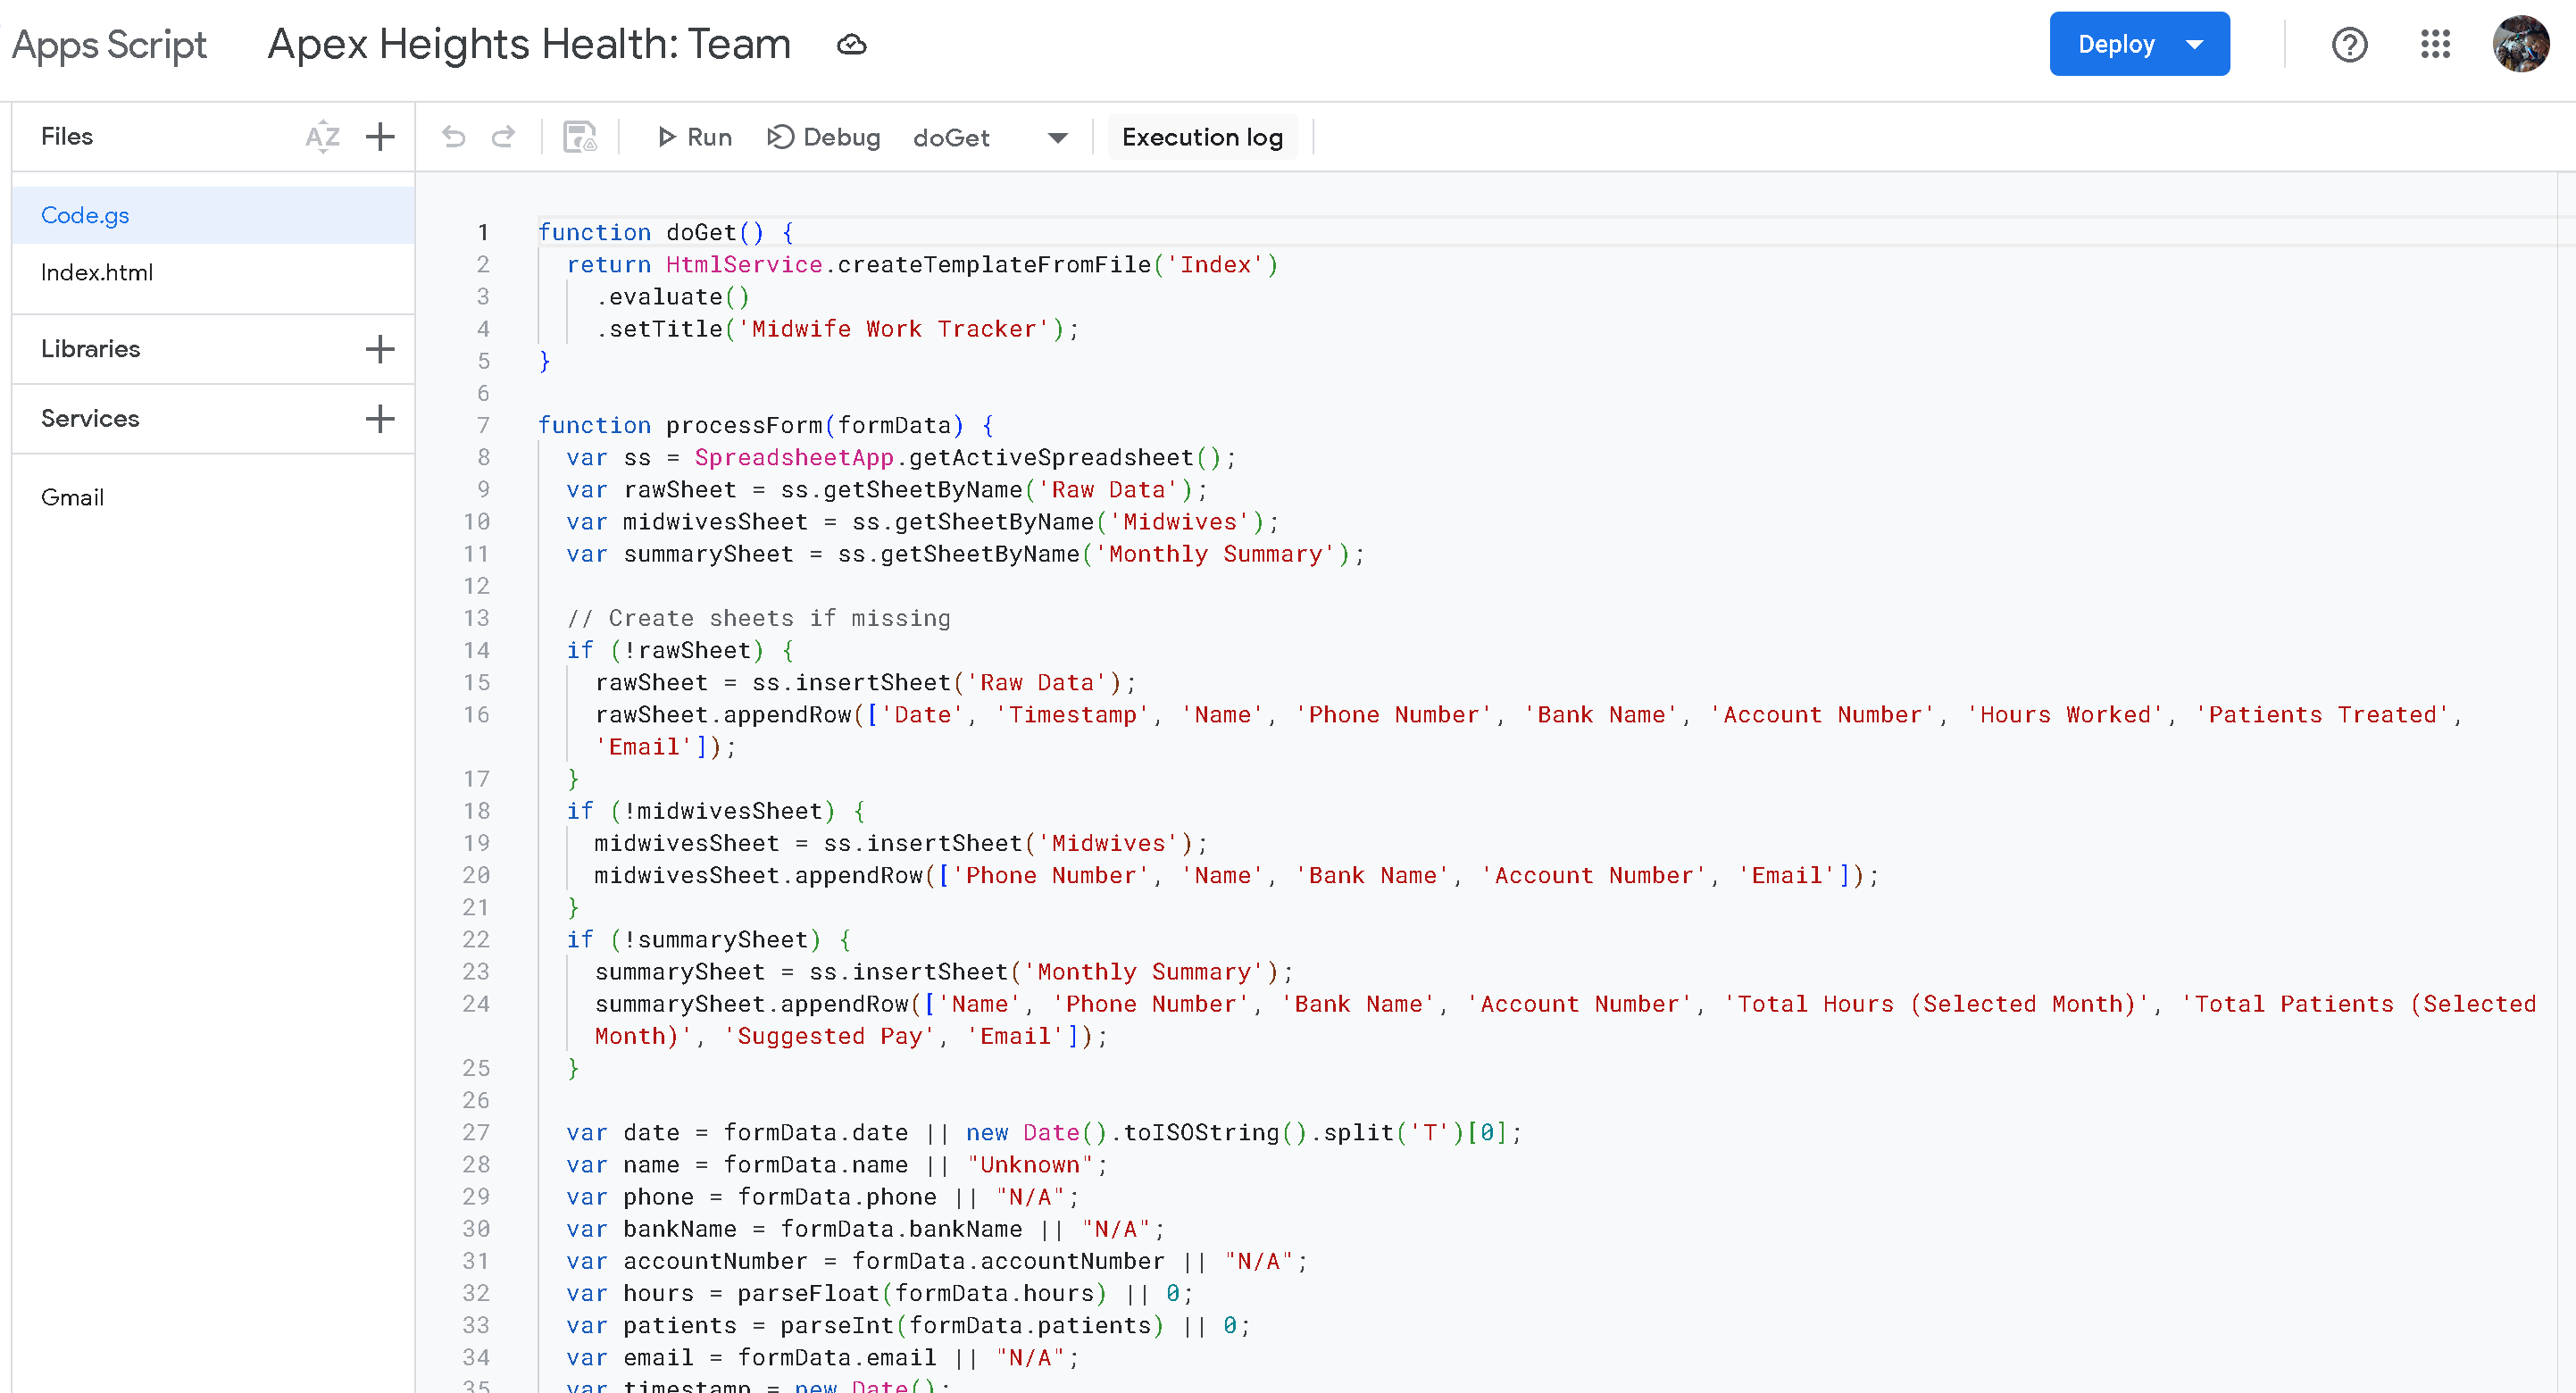 Apps Script Apex Heights Health: Team Deploy
Files AZ Run Debug doGet Execution log
Code.gs
Index.html
Libraries
Services
Gmail
1 function doGet() {
2 return HtmlService.createTemplateFromFile('Index')
3 .evaluate()
4 .setTitle('Midwife Work Tracker');
5 }
6
7 function processForm(formData) {
8 var ss = SpreadsheetApp.getActiveSpreadsheet();
9 var rawSheet = ss.getSheetByName('Raw Data');
10 var midwivesSheet = ss.getSheetByName('Midwives');
11 var summarySheet = ss.getSheetByName('Monthly Summary');
12
13 // Create sheets if missing
14 if (!rawSheet) {
15 rawSheet = ss.insertSheet('Raw Data');
16 rawSheet.appendRow(['Date', 'Timestamp', 'Name', 'Phone Number', 'Bank Name', 'Account Number', 'Hours Worked', 'Patients Treated',
'Email']);
17 }
18 if (!midwivesSheet) {
19 midwivesSheet = ss.insertSheet('Midwives');
20 midwivesSheet.appendRow(['Phone Number', 'Name', 'Bank Name', 'Account Number', 'Email']);
21 }
22 if (!summarySheet) {
23 summarySheet = ss.insertSheet('Monthly Summary');
24 summarySheet.appendRow(['Name', 'Phone Number', 'Bank Name', 'Account Number', 'Total Hours (Selected Month)', 'Total Patients (Selected
Month)', 'Suggested Pay', 'Email']);
25 }
26
27 var date = formData.date || new Date().toISOString().split('T')[0];
28 var name = formData.name || "Unknown";
29 var phone = formData.phone || "N/A";
30 var bankName = formData.bankName || "N/A";
31 var accountNumber = formData.accountNumber || "N/A";
32 var hours = parseFloat(formData.hours) || 0;
33 var patients = parseInt(formData.patients) || 0;
34 var email = formData.email || "N/A";
35 var timestamp = new Date();